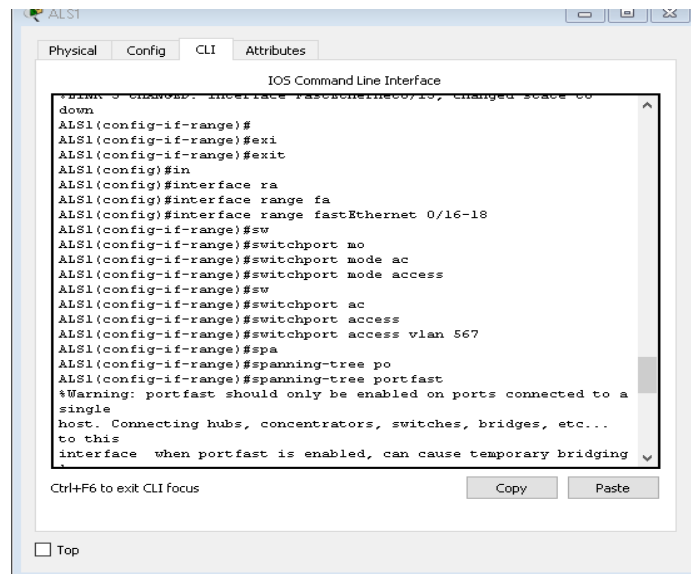 ALS1
Physical Config CLI Attributes
IOS Command Line Interface
changed state to
down
ALS1(config-if-range)#
ALS1(config-if-range)#exi
ALS1(config-if-range)#exit
ALS1(config)#in
ALS1(config)#interface ra
ALS1(config)#interface range fa
ALS1(config)#interface range fastEthernet 0/16-18
ALS1(config-if-range)#sw
ALS1(config-if-range)#switchport mo
ALS1(config-if-range)#switchport mode ac
ALS1(config-if-range)#switchport mode access
ALS1(config-if-range)#sw
ALS1(config-if-range)#switchport ac
ALS1(config-if-range)#switchport access
ALS1(config-if-range)#switchport access vlan 567
ALS1(config-if-range)#spa
ALS1(config-if-range)#spanning-tree po
ALS1(config-if-range)#spanning-tree portfast
%Warning: portfast should only be enabled on ports connected to a
single
host. Connecting hubs, concentrators, switches, bridges, etc...
to this
interface when portfast is enabled, can cause temporary bridging
Ctrl+F6 to exit CLI focus
Copy Paste
Top